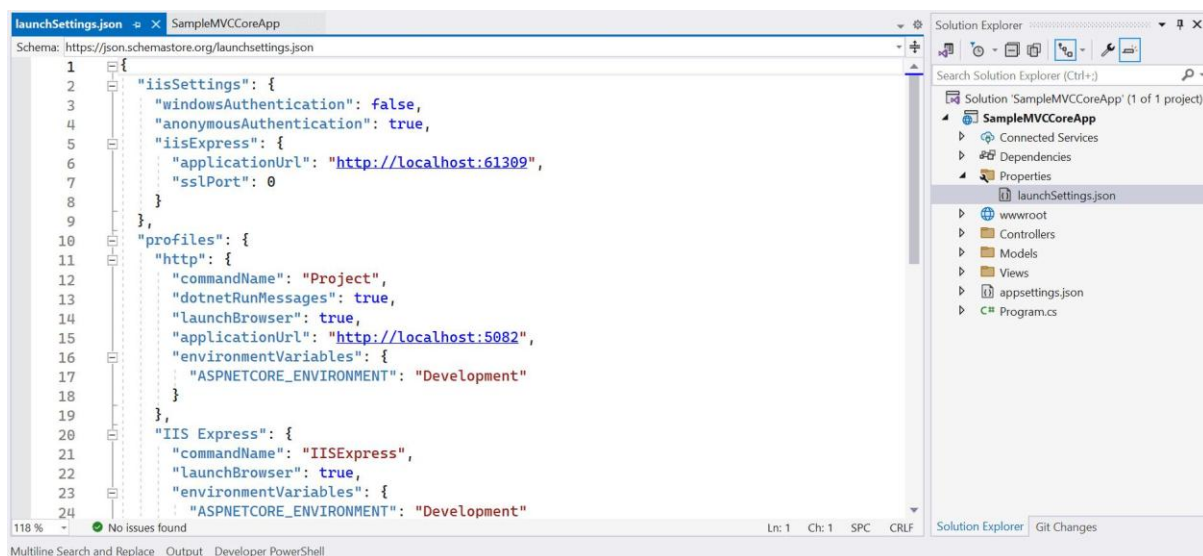 launchSettings.json SampleMVCCoreApp
Schema: https://json.schemastore.org/launchsettings.json
1 {
2 "iisSettings": {
3 "windowsAuthentication": false,
4 "anonymousAuthentication": true,
5 "iisExpress": {
6 "applicationUrl": "http://localhost:61309",
7 "sslPort": 0
8 }
9 },
10 "profiles": {
11 "http": {
12 "commandName": "Project",
13 "dotnetRunMessages": true,
14 "launchBrowser": true,
15 "applicationUrl": "http://localhost:5082",
16 "environmentVariables": {
17 "ASPNETCORE_ENVIRONMENT": "Development"
18 }
19 },
20 "IIS Express": {
21 "commandName": "IISExpress",
22 "launchBrowser": true,
23 "environmentVariables": {
24 "ASPNETCORE_ENVIRONMENT": "Development"
118 % No issues found Ln: 1 Ch: 1 SPC CRLF
Multiline Search and Replace Output Developer PowerShell
Solution Explorer
Search Solution Explorer (Ctrl+;)
Solution 'SampleMVCCoreApp' (1 of 1 project)
SampleMVCCoreApp
Connected Services
Dependencies
Properties
launchSettings.json
wwwroot
Controllers
Models
Views
appsettings.json
C# Program.cs
Solution Explorer Git Changes